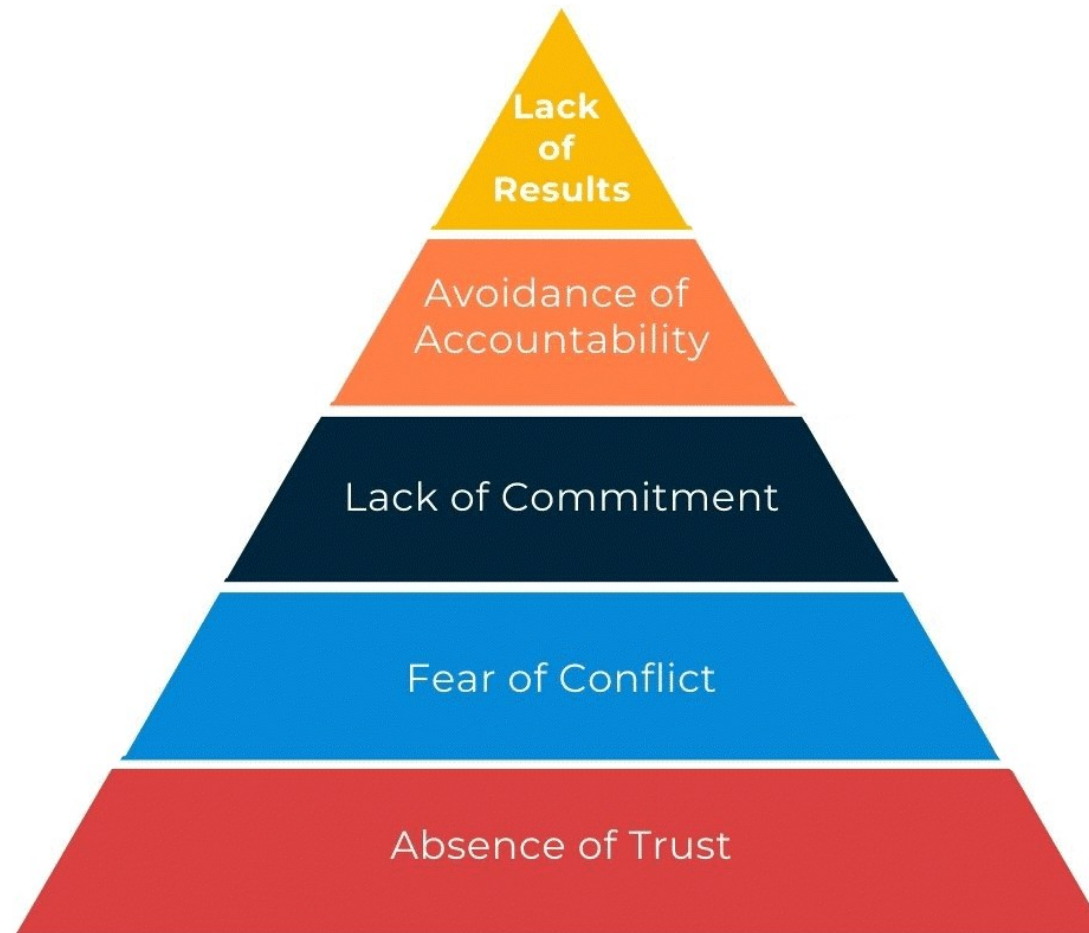 Lack
of
Results
Avoidance of
Accountability
Lack of Commitment
Fear of Conflict
Absence of Trust